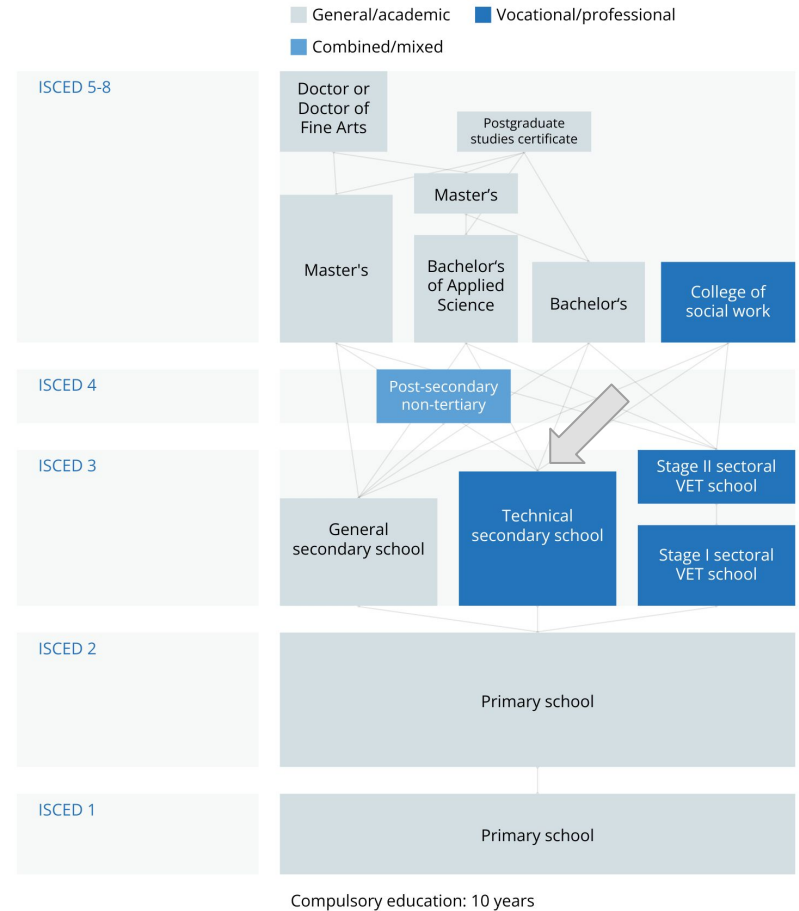 General/academic
Vocational/professional
Combined/mixed
ISCED 5-8
Doctor or
Doctor of
Fine Arts
Postgraduate
studies certificate
Master‘s
Master's
Bachelor‘s
of Applied
Science
Bachelor‘s
College of
social work
ISCED 4
Post-secondary
non-tertiary
ISCED 3
Stage II sectoral
VET school
Technical
secondary school
General
secondary school
Stage I sectoral
VET school
ISCED 2
Primary school
ISCED 1
Primary school
Compulsory education: 10 years